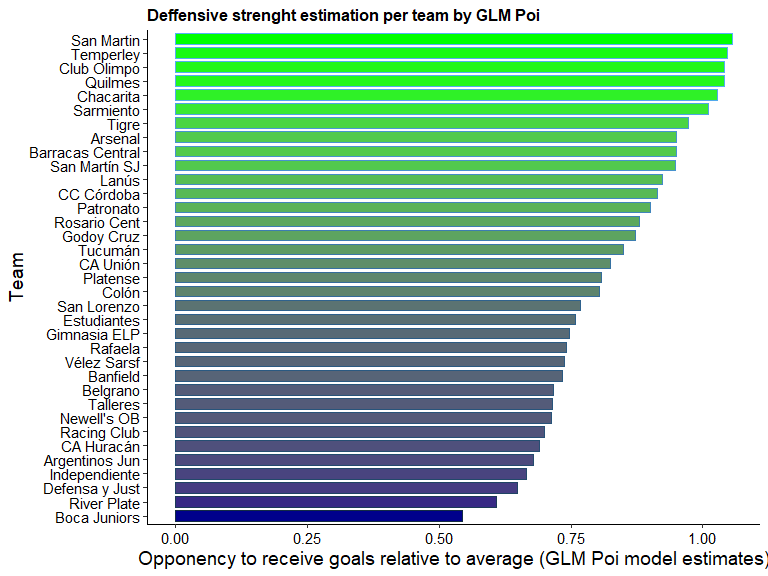 Deffensive strenght estimation per team by GLM Poi
San Martin
Temperley
Club Olimpo
Quilmes
Chacarita
Sarmiento
Tigre
Arsenal
Barracas Central
San Martín SJ
Lanús
CC Córdoba
Patronato
Rosario Cent
Godoy Cruz
Tucumán
CA Unión
Platense
Colón
San Lorenzo
Estudiantes
Gimnasia ELP
Rafaela
Vélez Sarsf
Banfield
Belgrano
Talleres
Newell's OB
Racing Club
CA Huracán
Argentinos Jun
Independiente
Defensa y Just
River Plate
Boca Juniors
Team
0.00 0.25 0.50 0.75 1.00
Opponency to receive goals relative to average (GLM Poi model estimates)